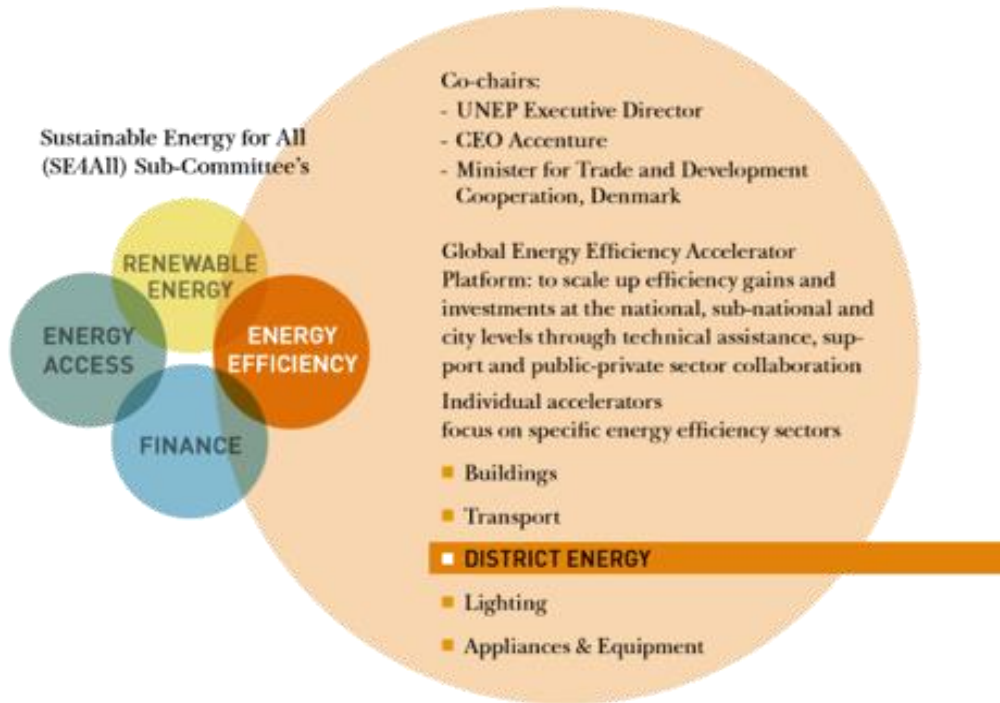 Sustainable Energy for All
(SE4All) Sub-Committee's
RENEWABLE
ENERGY
ENERGY
ACCESS
ENERGY
EFFICIENCY
FINANCE
Co-chairs:
- UNEP Executive Director
- CEO Accenture
- Minister for Trade and Development
Cooperation, Denmark
Global Energy Efficiency Accelerator
Platform: to scale up efficiency gains and
investments at the national, sub-national and
city levels through technical assistance, sup-
port and public-private sector collaboration
Individual accelerators
focus on specific energy efficiency sectors
■ Buildings
■ Transport
■ DISTRICT ENERGY
■ Lighting
■ Appliances & Equipment